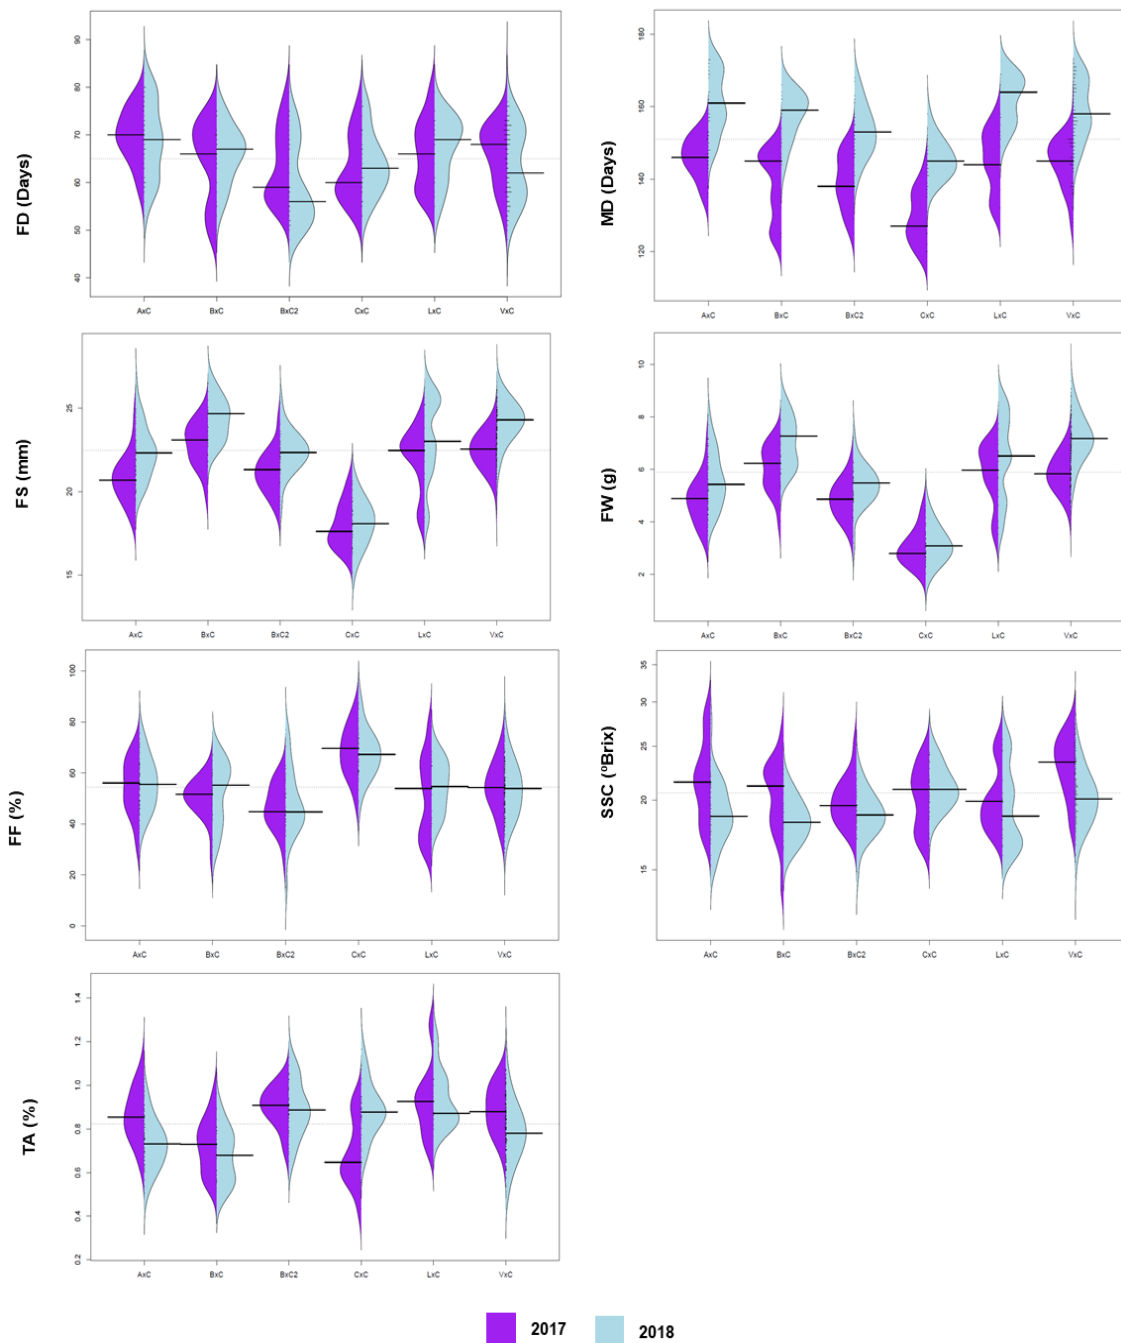 FD (Days)
90
80
70
60
50
40
AxC BxC BxC2 CxC LxC VxC
MD (Days)
180
160
140
120
AxC BxC BxC2 CxC LxC VxC
FS (mm)
25
20
15
AxC BxC BxC2 CxC LxC VxC
FW (g)
10
8
6
4
2
AxC BxC BxC2 CxC LxC VxC
FF (%)
100
80
60
40
20
0
AxC BxC BxC2 CxC LxC VxC
SSC (ºBrix)
35
30
25
20
15
AxC BxC BxC2 CxC LxC VxC
TA (%)
1.4
1.2
1.0
0.8
0.6
0.4
0.2
AxC BxC BxC2 CxC LxC VxC
2017 2018